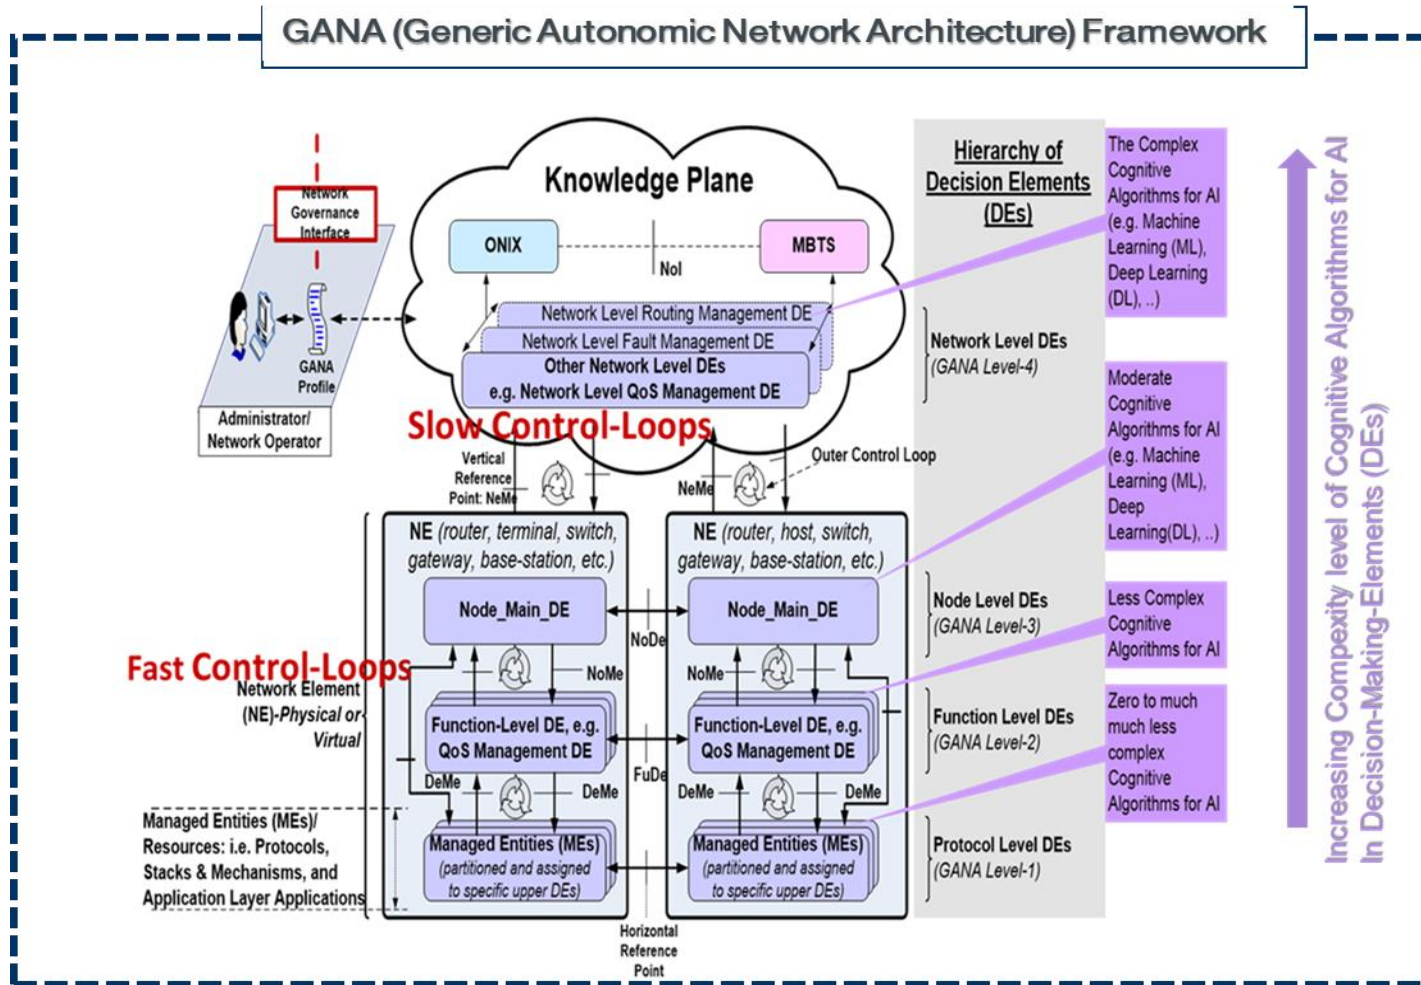 GANA (Generic Autonomic Network Architecture) Framework
Network
Governance
Interface
GANA
Profile
Administrator/
Network Operator
Knowledge Plane
ONIX
MBTS
NoI
Network Level Routing Management DE
Network Level Fault Management DE
Other Network Level DEs
e.g. Network Level QoS Management DE
Slow Control-Loops
Vertical
Reference
Point: NeMe
NeMe
Outer Control Loop
NE (router, terminal, switch,
gateway, base-station, etc.)
NE (router, host, switch,
gateway, base-station, etc.)
Node_Main_DE
Node_Main_DE
NoDe
Fast Control-Loops
NoMe
NoMe
Network Element
(NE)-Physical or
Virtual
Function-Level DE, e.g.
QoS Management DE
Function-Level DE, e.g.
QoS Management DE
FuDe
DeMe
DeMe
DeMe
DeMe
Managed Entities (MEs)/
Resources: i.e. Protocols,
Stacks & Mechanisms, and
Application Layer Applications
Managed Entities (MEs)
(partitioned and assigned
to specific upper DEs)
Managed Entities (MEs)
(partitioned and assigned
to specific upper DEs)
Horizontal
Reference
Point
Hierarchy of
Decision Elements
(DEs)
Network Level DEs
(GANA Level-4)
Node Level DEs
(GANA Level-3)
Function Level DEs
(GANA Level-2)
Protocol Level DEs
(GANA Level-1)
The Complex
Cognitive
Algorithms for AI
(e.g. Machine
Learning (ML),
Deep Learning
(DL), ..)
Moderate
Cognitive
Algorithms for AI
(e.g. Machine
Learning (ML),
Deep
Learning(DL), ..)
Less Complex
Cognitive
Algorithms for AI
Zero to much
much less
complex
Cognitive
Algorithms for AI
Increasing Compexity level of Cognitive Algorithms for AI
In Decision-Making-Elements (DEs)